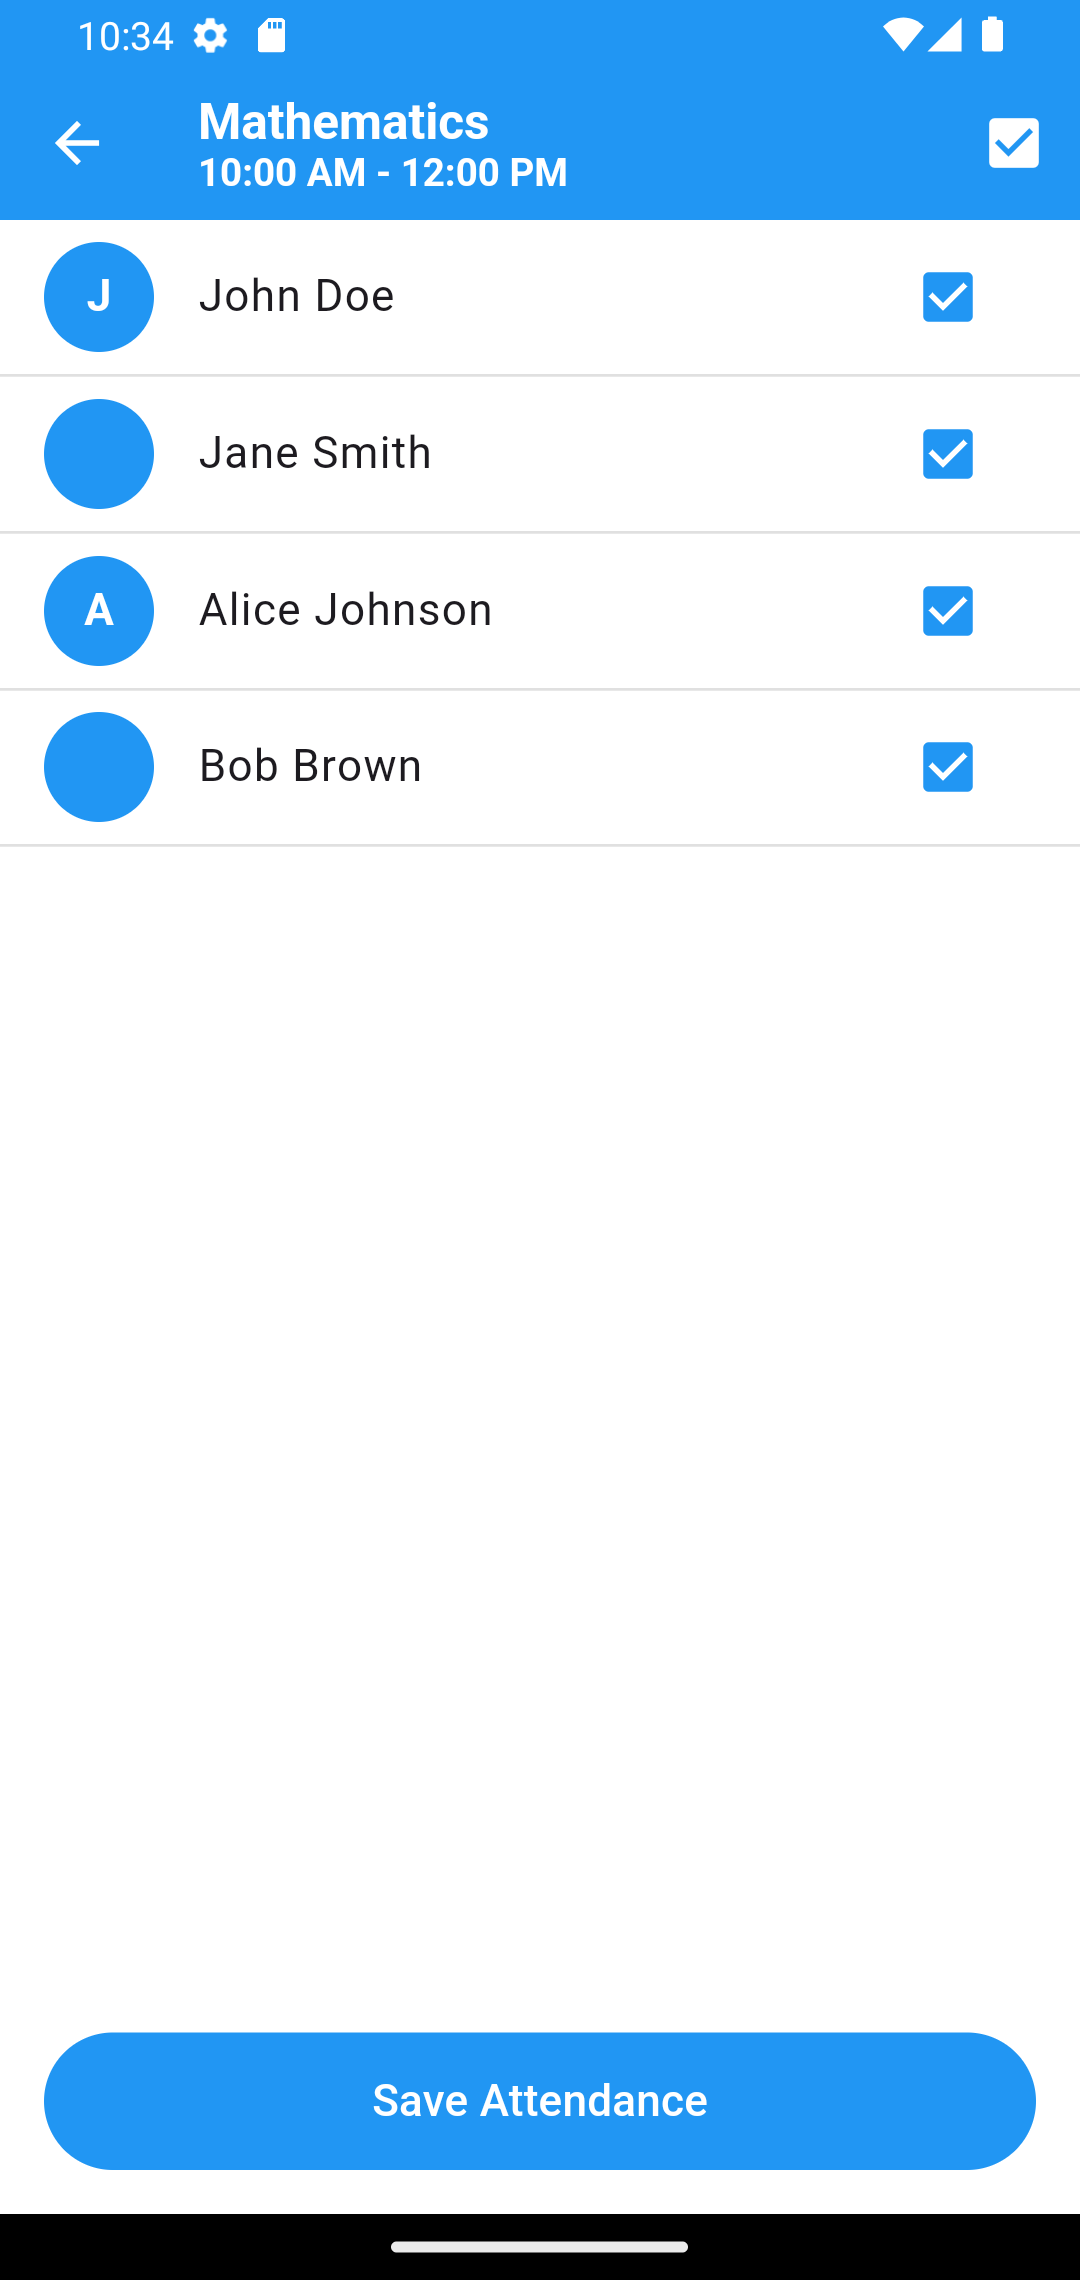 10:34
Mathematics
10:00 AM - 12:00 PM
J John Doe
Jane Smith
A Alice Johnson
Bob Brown
Save Attendance